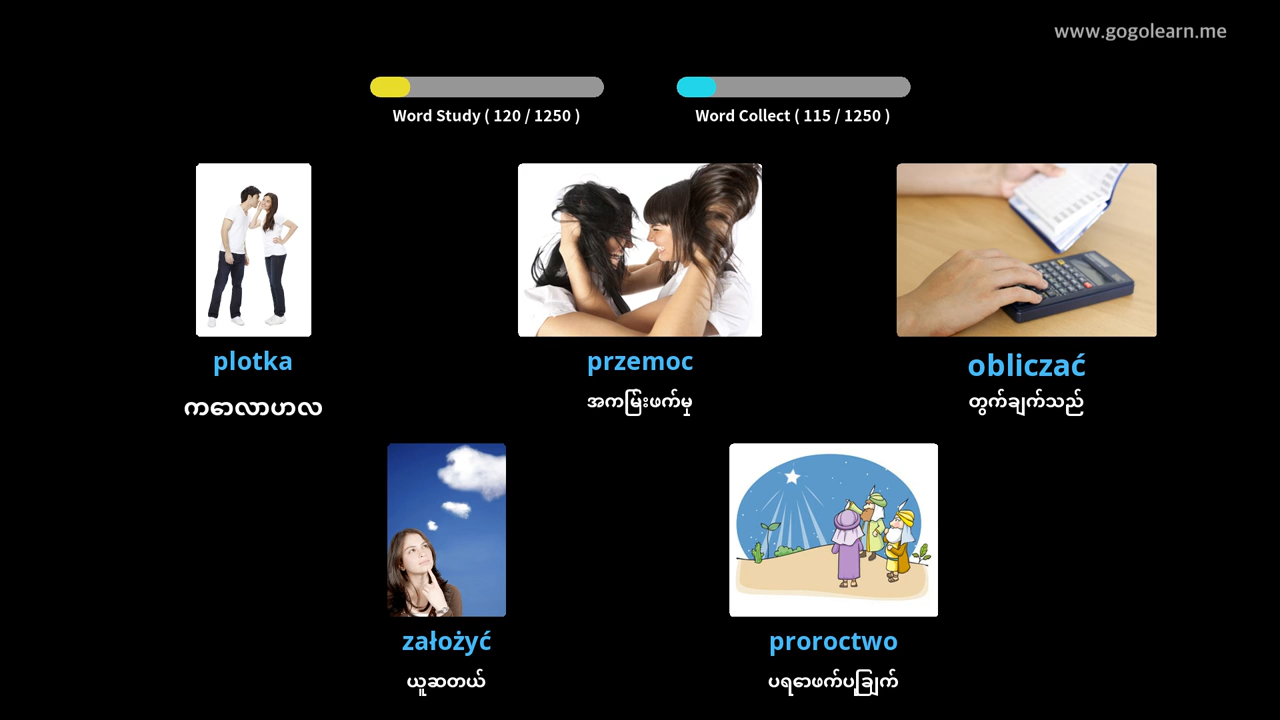 www.gogolearn.me
Word Study ( 120 / 1250 )
Word Collect ( 115 / 1250 )
plotka
ကောလာဟလ
przemoc
အကြမ်းဖက်မှု
obliczać
တွက်ချက်သည်
założyć
ယူဆတယ်
proroctwo
ပရောဖက်ပြုချက်